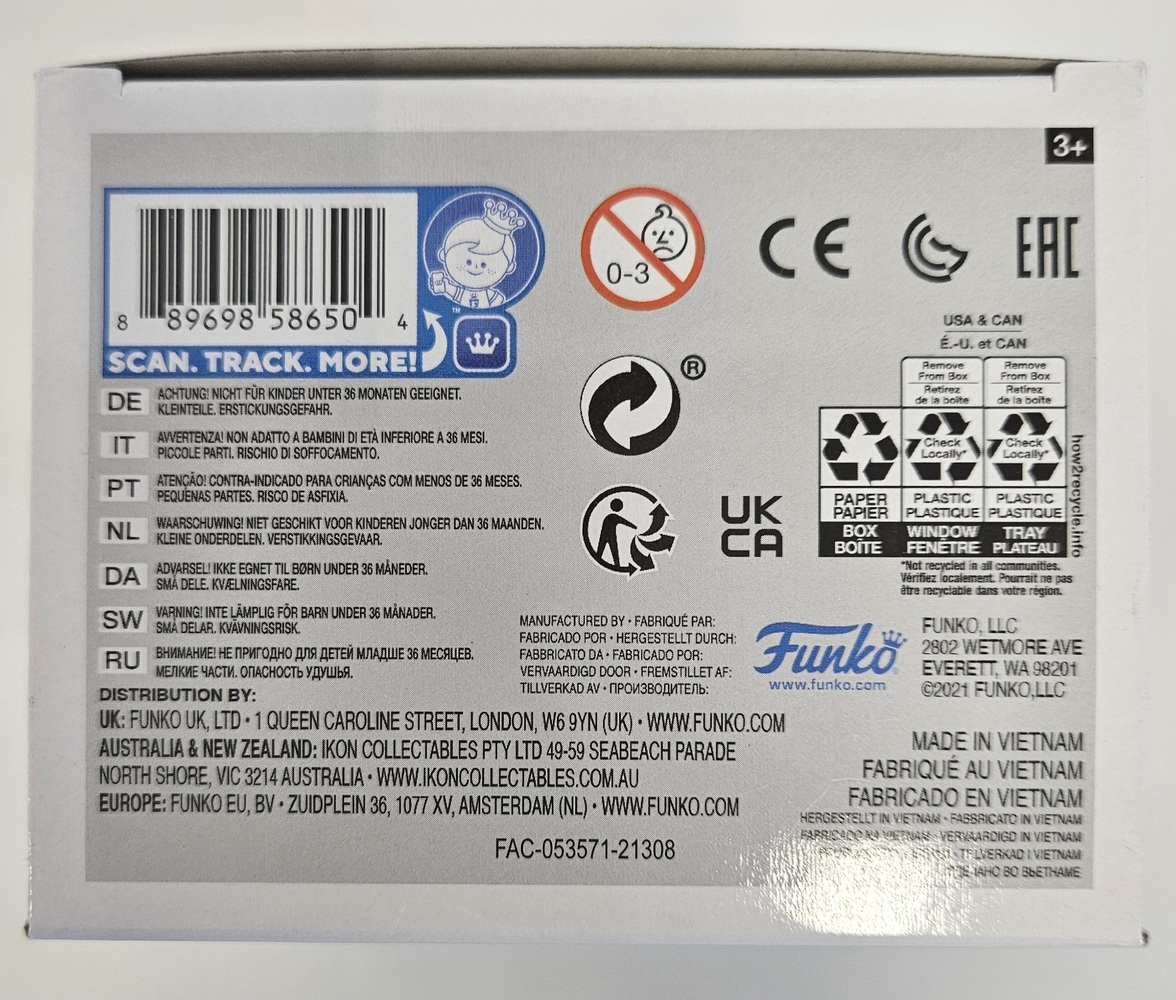 3+
8 89698 58650 4
™
SCAN. TRACK. MORE!
0-3
CE
EAC
DE ACHTUNG! NICHT FÜR KINDER UNTER 36 MONATEN GEEIGNET.
KLEINTEILE. ERSTICKUNGSGEFAHR.
IT AVVERTENZA! NON ADATTO A BAMBINI DI ETÀ INFERIORE A 36 MESI.
PICCOLE PARTI. RISCHIO DI SOFFOCAMENTO.
PT ATENÇÃO! CONTRA-INDICADO PARA CRIANÇAS COM MENOS DE 36 MESES.
PEQUENAS PARTES. RISCO DE ASFIXIA.
NL WAARSCHUWING! NIET GESCHIKT VOOR KINDEREN JONGER DAN 36 MAANDEN.
KLEINE ONDERDELEN. VERSTIKKINGSGEVAAR.
DA ADVARSEL! IKKE EGNET TIL BØRN UNDER 36 MÅNEDER.
SMÅ DELE. KVÆLNINGSFARE.
SW VARNING! INTE LÄMPLIG FÖR BARN UNDER 36 MÅNADER.
SMÅ DELAR. KVÄVNINGSRISK.
RU ВНИМАНИЕ! НЕ ПРИГОДНО ДЛЯ ДЕТЕЙ МЛАДШЕ 36 МЕСЯЦЕВ.
МЕЛКИЕ ЧАСТИ. ОПАСНОСТЬ УДУШЬЯ.
®
UK
CA
USA & CAN
É.-U. et CAN
Remove From Box
Retirez de la boîte
Remove From Box
Retirez de la boîte
Check Locally*
Check Locally*
PAPER PAPIER
PLASTIC PLASTIQUE
PLASTIC PLASTIQUE
BOX BOÎTE
WINDOW FENÊTRE
TRAY PLATEAU
how2recycle.info
*Not recycled in all communities.
Vérifiez localement. Pourrait ne pas
être recyclable dans votre région.
MANUFACTURED BY • FABRIQUÉ PAR:
FABRICADO POR • HERGESTELLT DURCH:
FABBRICATO DA • FABRICADO POR:
VERVAARDIGD DOOR • FREMSTILLET AF:
TILLVERKAD AV • ПРОИЗВОДИТЕЛЬ:
Funko
www.funko.com
FUNKO, LLC
2802 WETMORE AVE
EVERETT, WA 98201
©2021 FUNKO,LLC
DISTRIBUTION BY:
UK: FUNKO UK, LTD • 1 QUEEN CAROLINE STREET, LONDON, W6 9YN (UK) • WWW.FUNKO.COM
AUSTRALIA & NEW ZEALAND: IKON COLLECTABLES PTY LTD 49-59 SEABEACH PARADE
NORTH SHORE, VIC 3214 AUSTRALIA • WWW.IKONCOLLECTABLES.COM.AU
EUROPE: FUNKO EU, BV • ZUIDPLEIN 36, 1077 XV, AMSTERDAM (NL) • WWW.FUNKO.COM
FAC-053571-21308
MADE IN VIETNAM
FABRIQUÉ AU VIETNAM
FABRICADO EN VIETNAM
HERGESTELLT IN VIETNAM • FABBRICATO IN VIETNAM
FABRICADO NA VIETNAM • VERVAARDIGD IN VIETNAM
I VIETNAM
ВО ВЬЕТНАМЕ